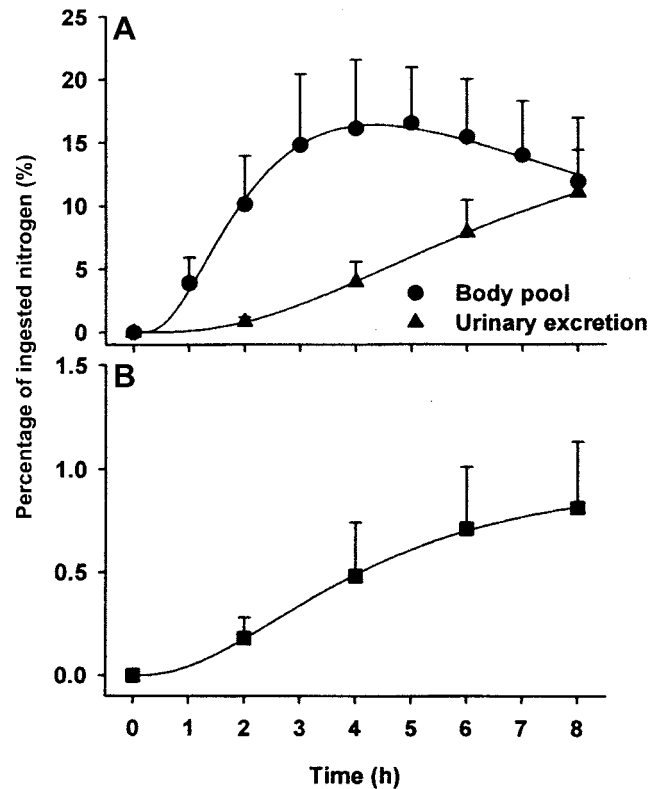 Percentage of ingested nitrogen (%)
A
25
20
15
10
5
0
Body pool
Urinary excretion
B
1.5
1.0
0.5
0.0
0 1 2 3 4 5 6 7 8
Time (h)